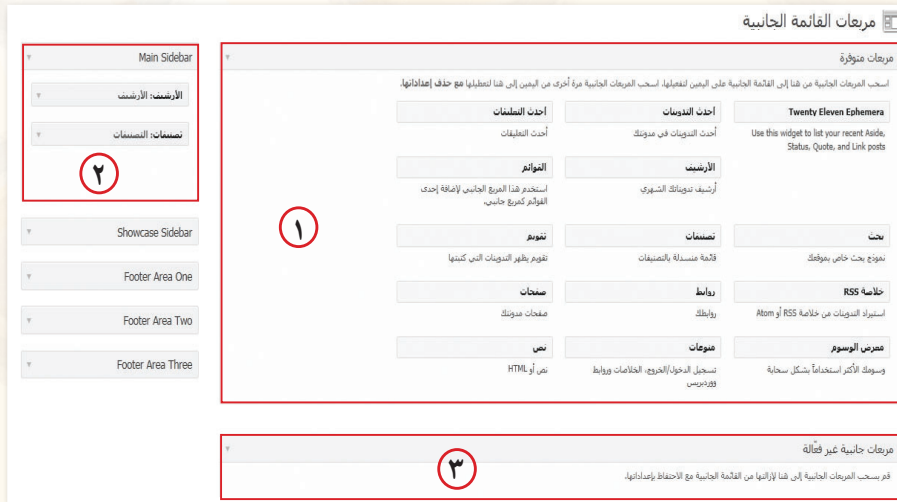 مربعات القائمة الجانبية
مربعات متوفرة
اسحب المربعات الجانبية من هنا إلى القائمة الجانبية على اليمين لتفعيلها، اسحب المربعات الجانبية مرة أخرى من اليمين إلى هنا لتعطيلها مع حذف إعداداتها.
Twenty Eleven Ephemera
Use this widget to list your recent Aside,
Status, Quote, and Link posts
أحدث التدوينات
أحدث التدوينات في مدونتك
أحدث التعليقات
أحدث التعليقات
الأرشيف
أرشيف تدويناتك الشهري
القوائم
استخدم هذا المربع الجانبي لإضافة إحدى
القوائم كمربع جانبي.
بحث
نموذج بحث خاص بموقعك
تصنيفات
قائمة منسدلة بالتصنيفات
تقويم
تقويم يظهر التدوينات التي كتبتها
خلاصة RSS
استيراد التدوينات من خلاصة RSS أو Atom
روابط
روابطك
صفحات
صفحات مدونتك
معرض الوسوم
وسومك الأكثر استخداماً بشكل سحابة
منوعات
تسجيل الدخول/الخروج، الخلاصات وروابط
ووردبريس
نص
نص أو HTML
١
Main Sidebar
الأرشيف: الأرشيف
تصنيفات: التصنيفات
٢
Showcase Sidebar
Footer Area One
Footer Area Two
Footer Area Three
مربعات جانبية غير فعّالة
قم بسحب المربعات الجانبية إلى هنا لإزالتها من القائمة الجانبية مع الاحتفاظ بإعداداتها.
٣